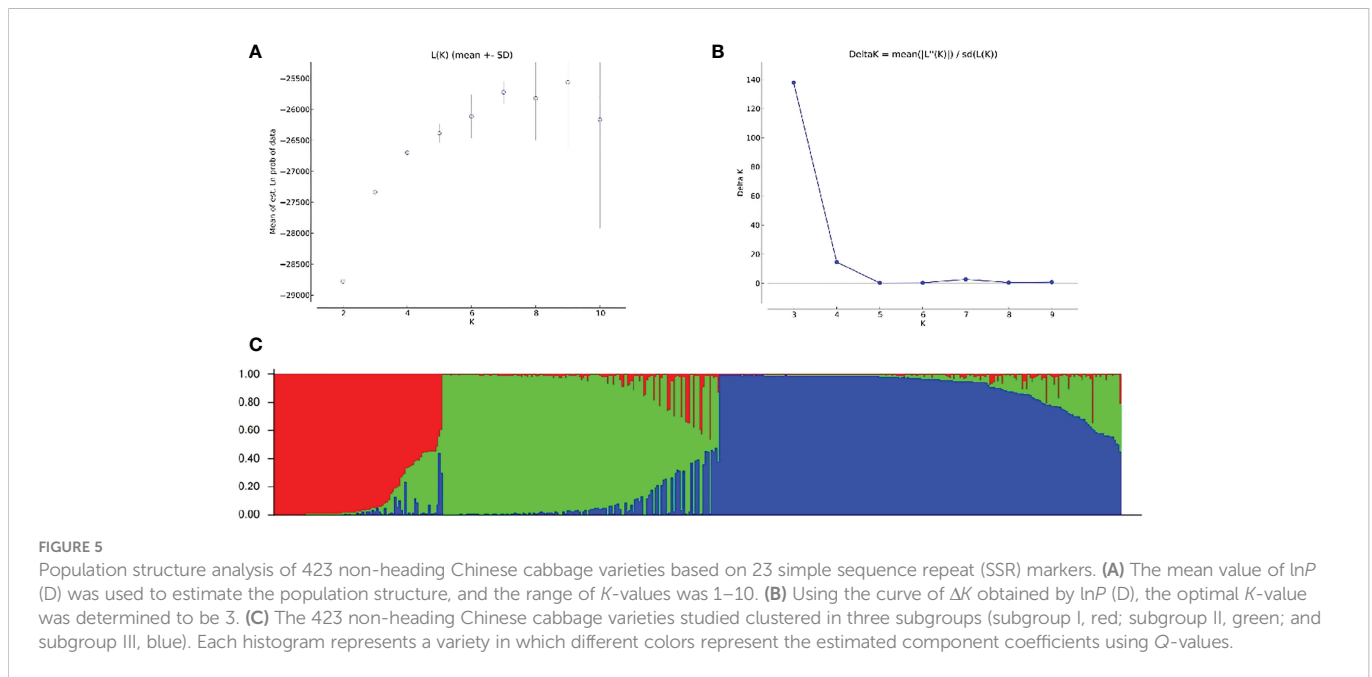 A
L(K) (mean +- SD)
Mean of est. Ln prob of data
−25500
−26000
−26500
−27000
−27500
−28000
−28500
−29000
2
4
6
8
10
K
B
DeltaK = mean(|L"(K)|) / sd(L(K))
Delta K
140
120
100
80
60
40
20
0
3
4
5
6
7
8
9
K
C
1.00
0.80
0.60
0.40
0.20
0.00
FIGURE 5
Population structure analysis of 423 non-heading Chinese cabbage varieties based on 23 simple sequence repeat (SSR) markers. (A) The mean value of lnP
(D) was used to estimate the population structure, and the range of K-values was 1–10. (B) Using the curve of ΔK obtained by lnP (D), the optimal K-value
was determined to be 3. (C) The 423 non-heading Chinese cabbage varieties studied clustered in three subgroups (subgroup I, red; subgroup II, green; and
subgroup III, blue). Each histogram represents a variety in which different colors represent the estimated component coefficients using Q-values.